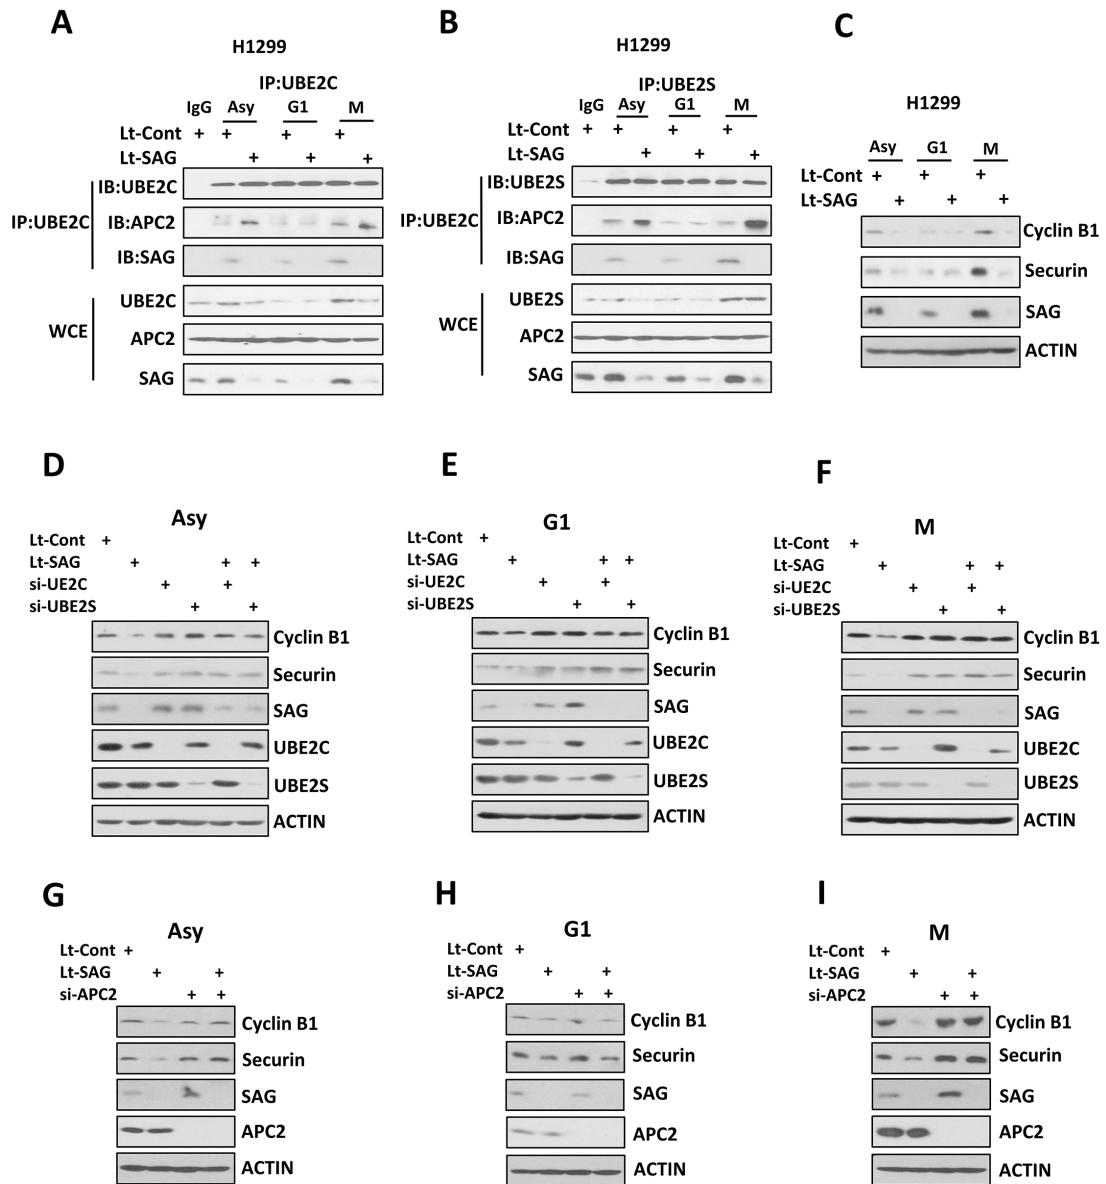 A
H1299
IP:UBE2C
IgG Asy G1 M
Lt-Cont + + + +
Lt-SAG + + +
IP:UBE2C
IB:UBE2C
IB:APC2
IB:SAG
WCE
UBE2C
APC2
SAG
B
H1299
IP:UBE2S
IgG Asy G1 M
Lt-Cont + + + +
Lt-SAG + + +
IP:UBE2C
IB:UBE2S
IB:APC2
IB:SAG
WCE
UBE2S
APC2
SAG
C
H1299
Asy G1 M
Lt-Cont + + +
Lt-SAG + + +
Cyclin B1
Securin
SAG
ACTIN
D
Asy
Lt-Cont +
Lt-SAG + + +
si-UE2C + +
si-UBE2S + +
Cyclin B1
Securin
SAG
UBE2C
UBE2S
ACTIN
E
G1
Lt-Cont +
Lt-SAG + + +
si-UE2C + +
si-UBE2S + +
Cyclin B1
Securin
SAG
UBE2C
UBE2S
ACTIN
F
M
Lt-Cont +
Lt-SAG + + +
si-UE2C + +
si-UBE2S + +
Cyclin B1
Securin
SAG
UBE2C
UBE2S
ACTIN
G
Asy
Lt-Cont +
Lt-SAG + +
si-APC2 + +
Cyclin B1
Securin
SAG
APC2
ACTIN
H
G1
Lt-Cont +
Lt-SAG + +
si-APC2 + +
Cyclin B1
Securin
SAG
APC2
ACTIN
I
M
Lt-Cont +
Lt-SAG + +
si-APC2 + +
Cyclin B1
Securin
SAG
APC2
ACTIN